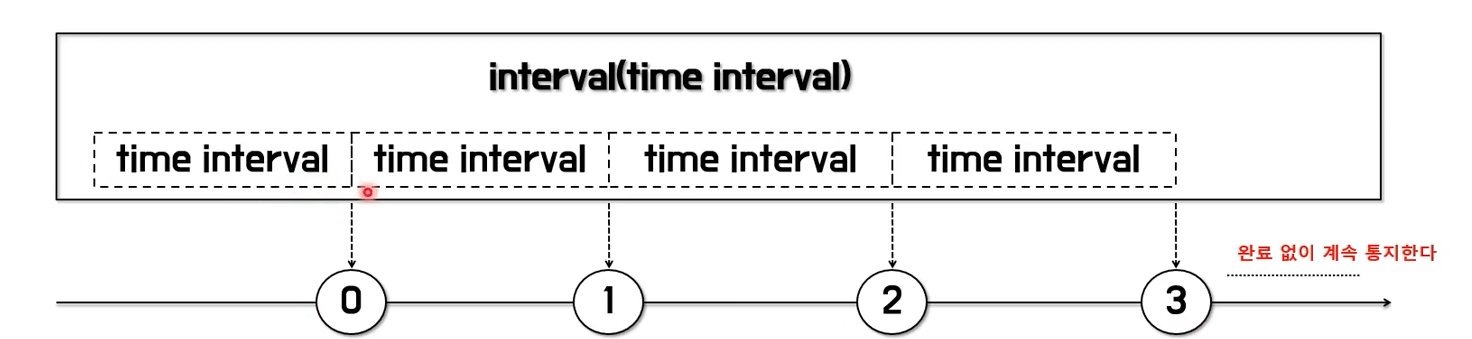 interval(time interval)
time interval time interval time interval time interval
완료 없이 계속 통지한다
0 1 2 3